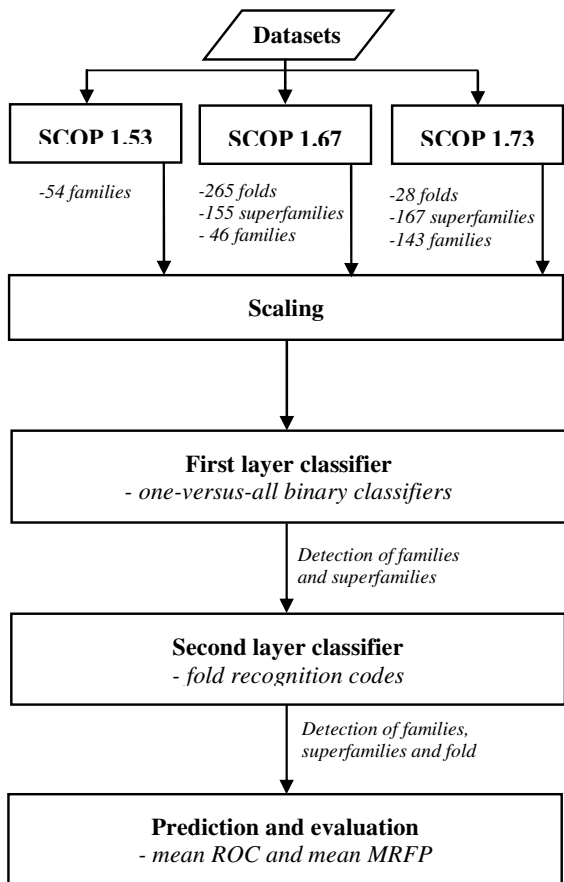 Datasets
SCOP 1.53
SCOP 1.67
SCOP 1.73
-54 families
-265 folds
-155 superfamilies
- 46 families
-28 folds
-167 superfamilies
-143 families
Scaling
First layer classifier
- one-versus-all binary classifiers
Detection of families
and superfamilies
Second layer classifier
- fold recognition codes
Detection of families,
superfamilies and fold
Prediction and evaluation
- mean ROC and mean MRFP